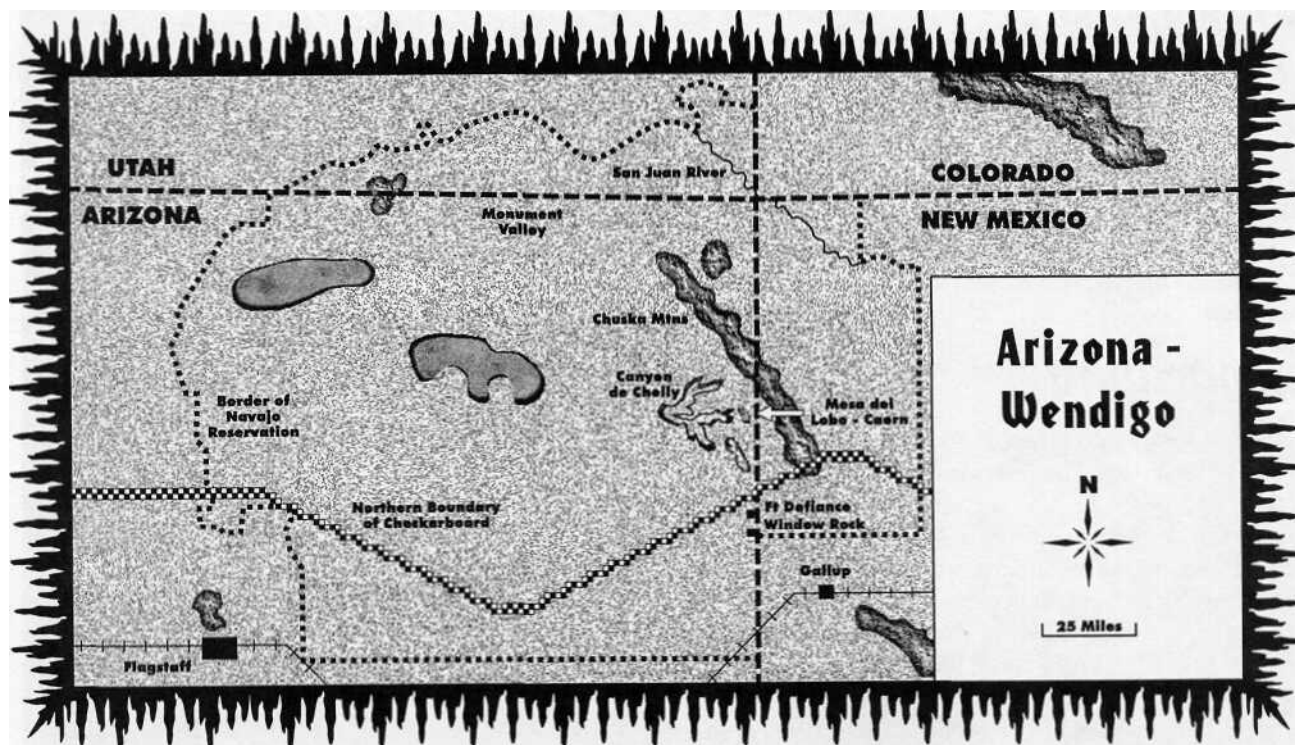 UTAH
COLORADO
San Juan River
ARIZONA
NEW MEXICO
Monument
Valley
Chuska Mtns
Arizona -
Wendigo
Canyon
de Chelly
Border of
Navajo
Reservation
Mesa del
Lobo - Caern
N
Northern Boundary
of Checkerboard
Ft Defiance
Window Rock
Gallup
25 Miles
Flagstaff